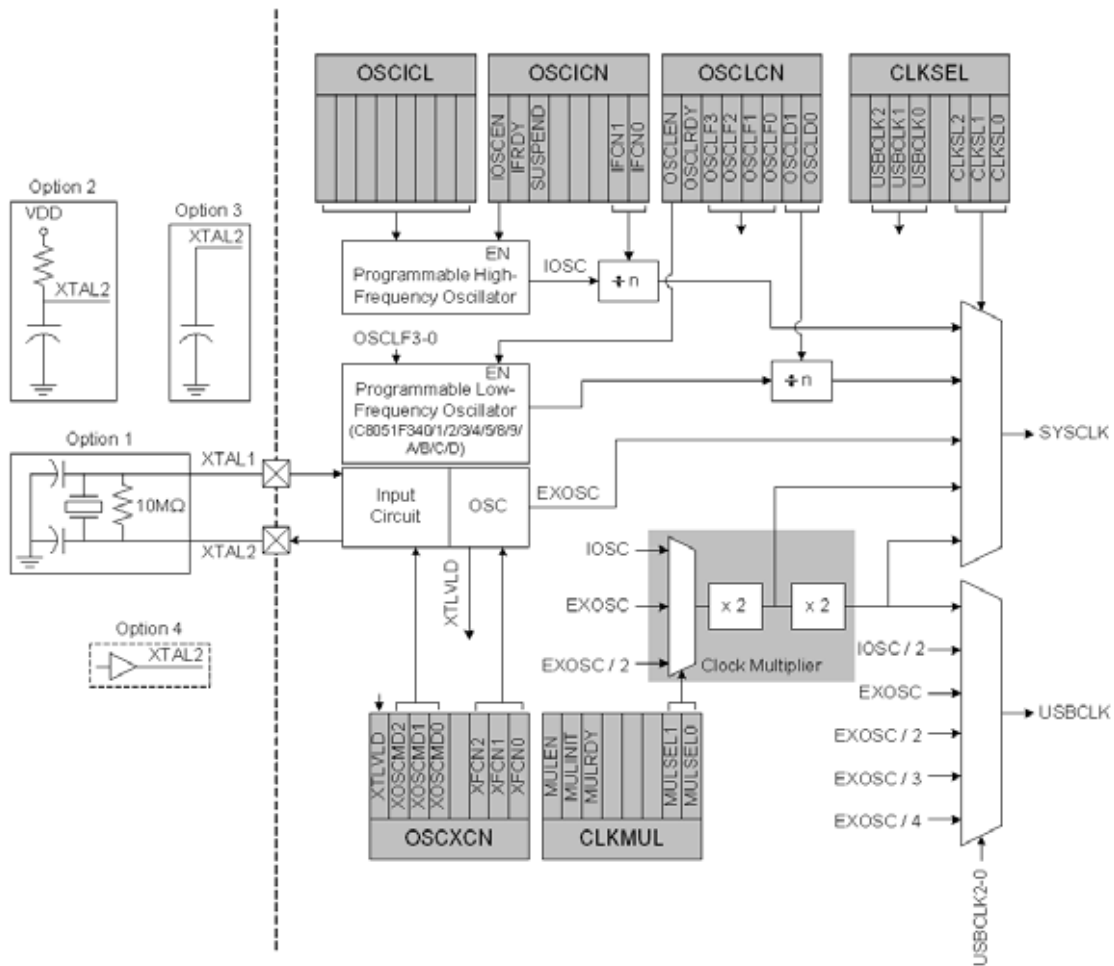 OSCICL
OSCICN
OSCLCN
CLKSEL
IOSCEN
IFRDY
SUSPEND
IFCN1
IFCN0
OSCLEN
OSCLRDY
OSCLF3
OSCLF2
OSCLF1
OSCLF0
OSCLD1
OSCLD0
USBCLK2
USBCLK1
USBCLK0
CLKSL2
CLKSL1
CLKSL0
Option 2
VDD
XTAL2
Option 3
XTAL2
EN
Programmable High-
Frequency Oscillator
IOSC
÷ n
OSCLF3-0
EN
Programmable Low-
Frequency Oscillator
(C8051F340/1/2/3/4/5/8/9/
A/B/C/D)
÷ n
SYSCLK
Option 1
10MΩ
XTAL1
XTAL2
Input
Circuit
OSC
EXOSC
XTLVLD
IOSC
EXOSC
EXOSC / 2
x 2
x 2
Clock Multiplier
Option 4
XTAL2
IOSC / 2
EXOSC
EXOSC / 2
EXOSC / 3
EXOSC / 4
USBCLK
USBCLK2-0
XTLVLD
XOSCMD2
XOSCMD1
XOSCMD0
XFCN2
XFCN1
XFCN0
OSCXCN
MULEN
MULINIT
MULRDY
MULSEL1
MULSEL0
CLKMUL